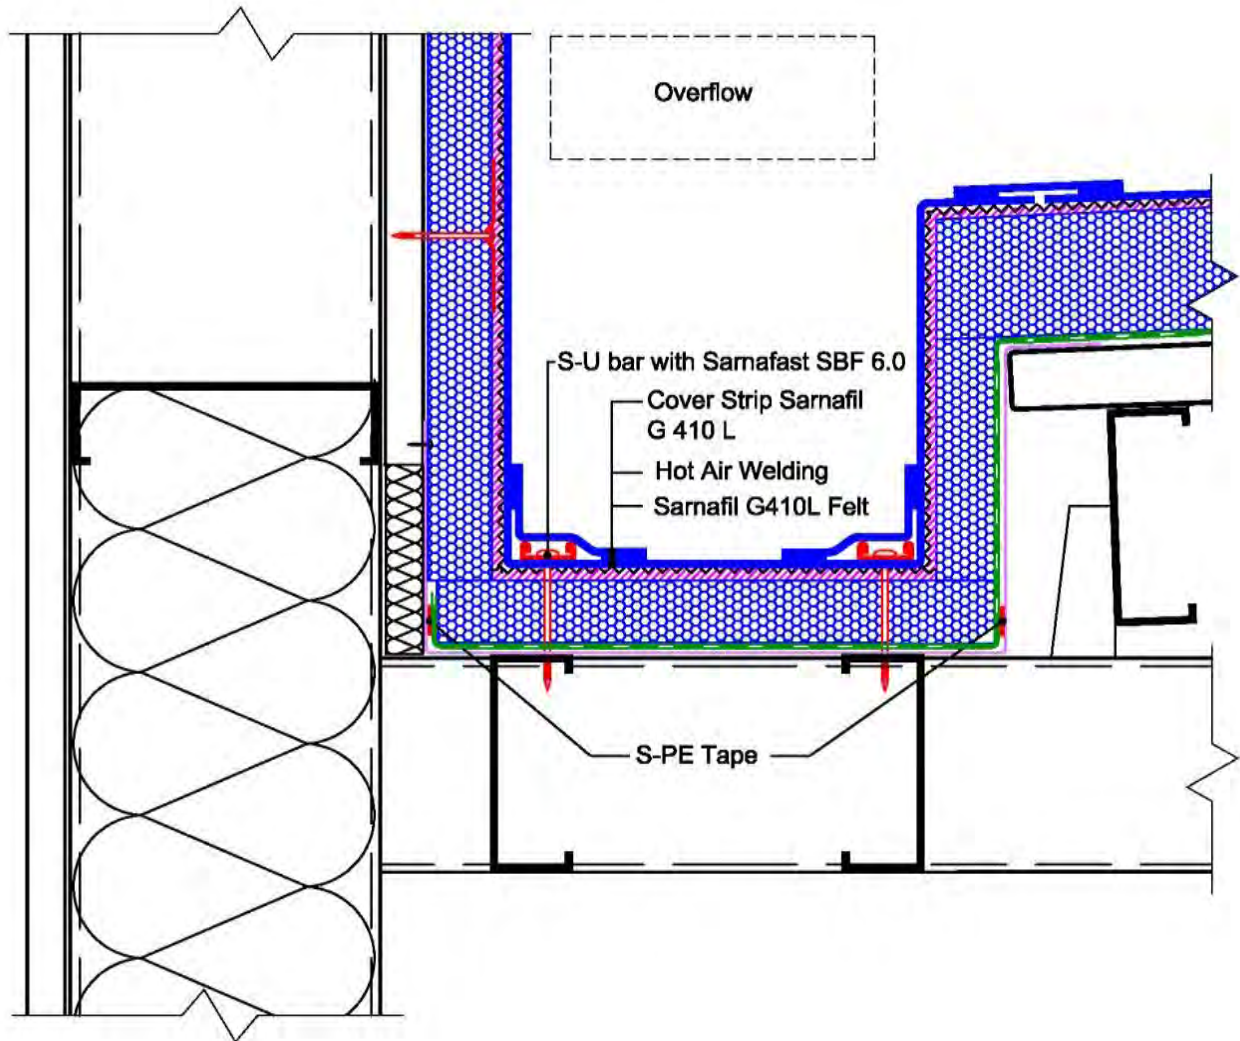 Overflow
S-U bar with Sarnafast SBF 6.0
Cover Strip Sarnafil
G 410 L
Hot Air Welding
Sarnafil G410L Felt
S-PE Tape